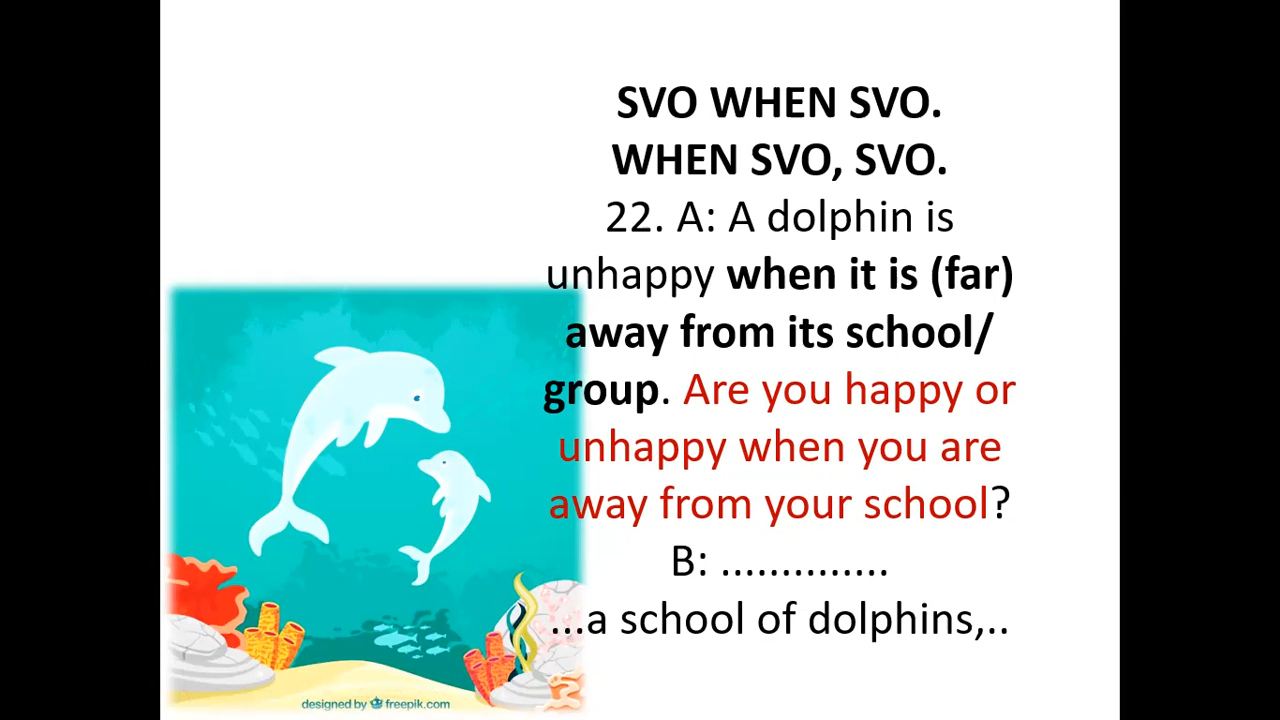 SVO WHEN SVO.
WHEN SVO, SVO.
22. A: A dolphin is
unhappy when it is (far)
away from its school/
group. Are you happy or
unhappy when you are
away from your school?
B: ..............
...a school of dolphins,..
designed by freepik.com